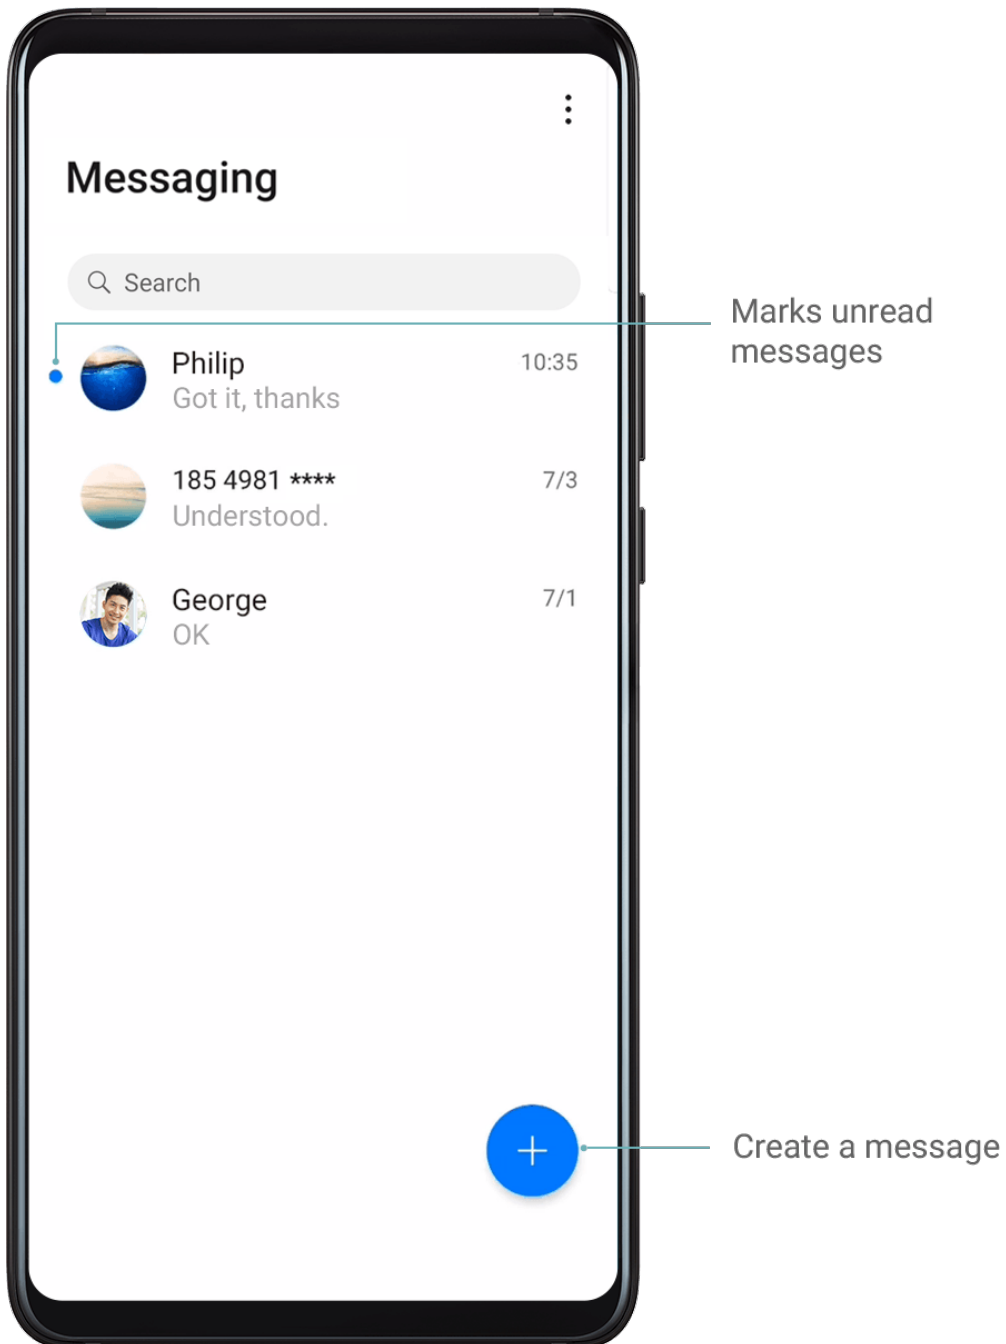 Messaging
Search
Marks unread
messages
Philip
10:35
Got it, thanks
185 4981 ****
7/3
Understood.
George
7/1
OK
Create a message